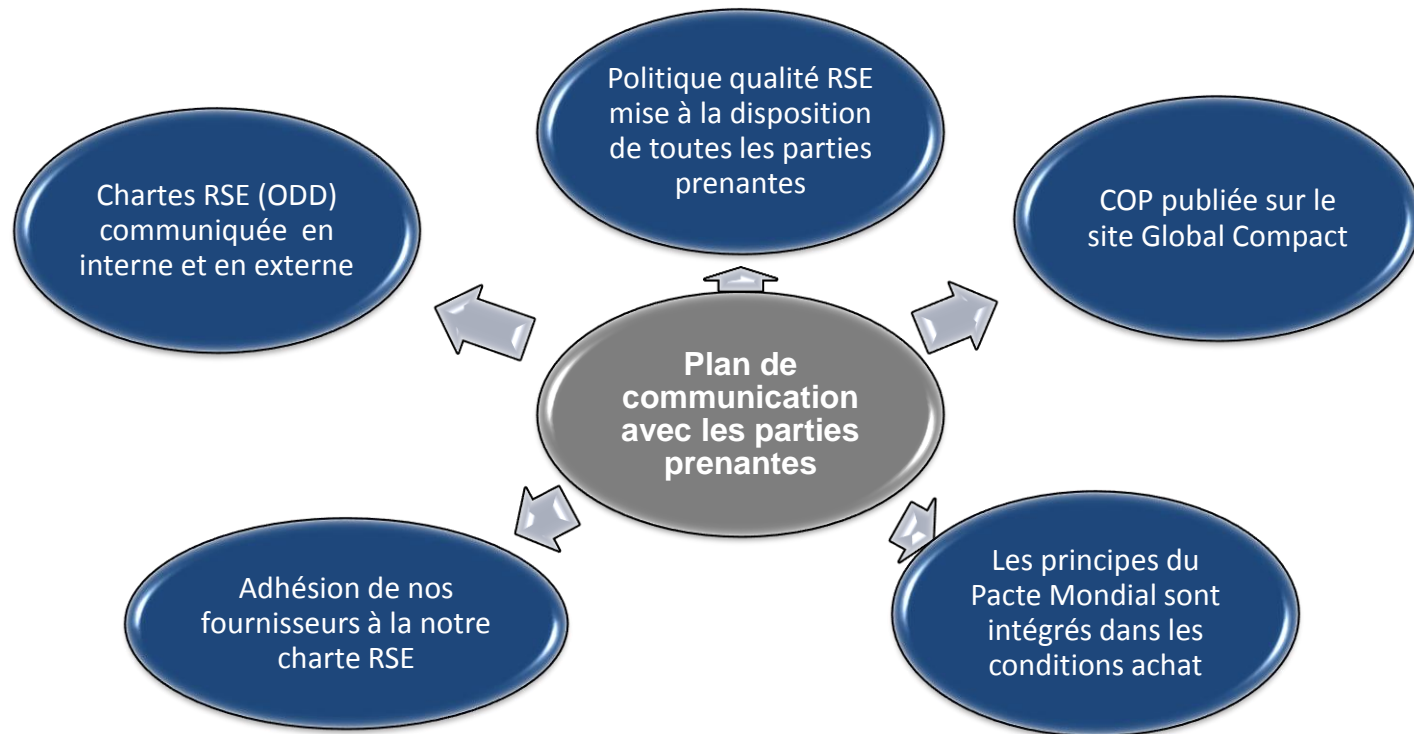 Politique qualité RSE
mise à la disposition
de toutes les parties
prenantes
Chartes RSE (ODD)
communiquée  en
interne et en externe
COP publiée sur le
site Global Compact
Plan de
communication
avec les parties
prenantes
Adhésion de nos
fournisseurs à la notre
charte RSE
Les principes du
Pacte Mondial sont
intégrés dans les
conditions achat